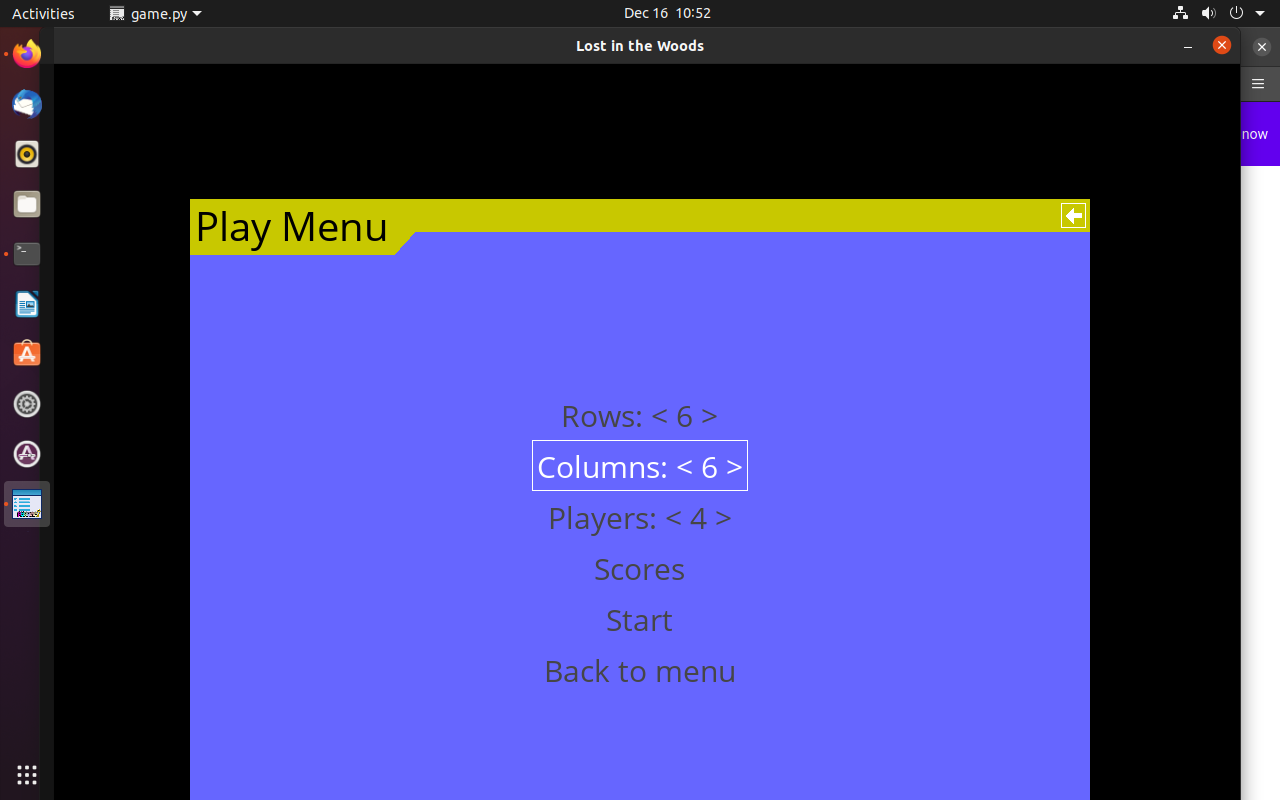 Activities
game.py
Dec 16 10:52
Lost in the Woods
now
Play Menu
Rows: < 6 >
Columns: < 6 >
Players: < 4 >
Scores
Start
Back to menu